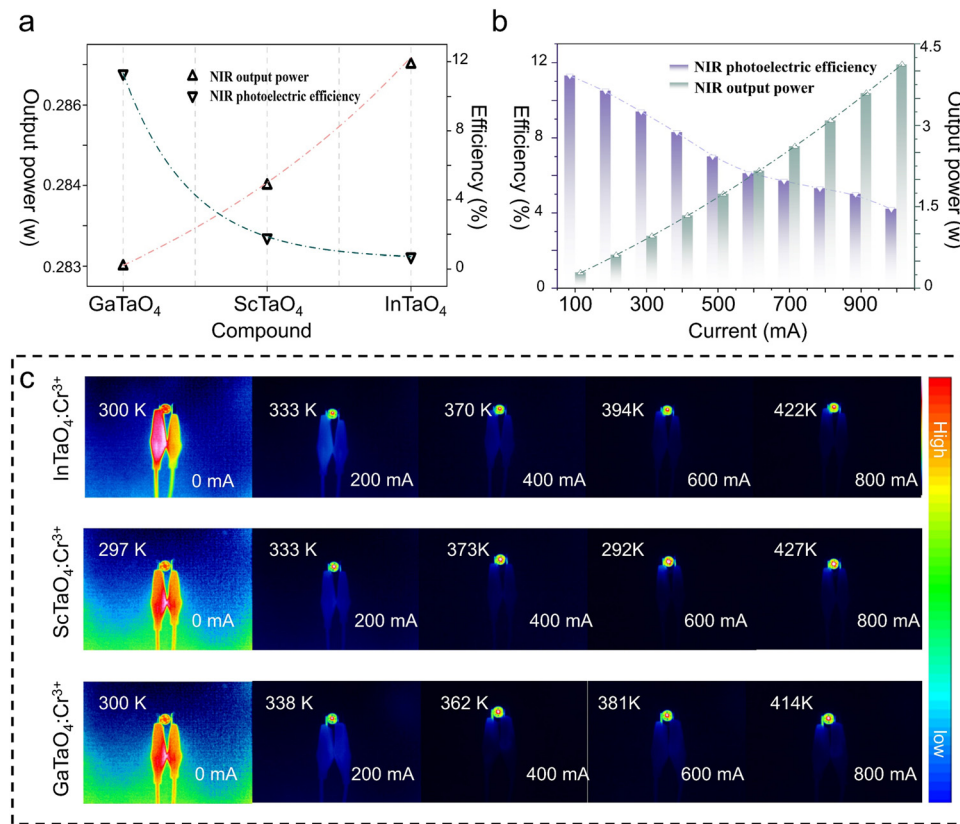 a
NIR output power
NIR photoelectric efficiency
Output power (w)
0.286
0.284
0.283
12
8
4
2
0
Efficiency (%)
GaTaO₄
ScTaO₄
InTaO₄
Compound
b
NIR photoelectric efficiency
NIR output power
Efficiency (%)
12
8
4
0
4.5
4
3
1.5
0
Output power (w)
100
300
500
700
900
Current (mA)
c
InTaO₄:Cr³⁺
300 K
0 mA
333 K
200 mA
370 K
400 mA
394K
600 mA
422K
800 mA
ScTaO₄:Cr³⁺
297 K
0 mA
333 K
200 mA
373K
400 mA
292K
600 mA
427K
800 mA
GaTaO₄:Cr³⁺
300 K
0 mA
338 K
200 mA
362 K
400 mA
381K
600 mA
414K
800 mA
High
low